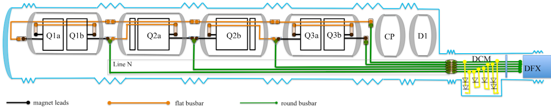 Q1a Q1b Q2a Q2b Q3a Q3b CP D1
Line N
DCM
DFX
magnet leads flat busbar round busbar